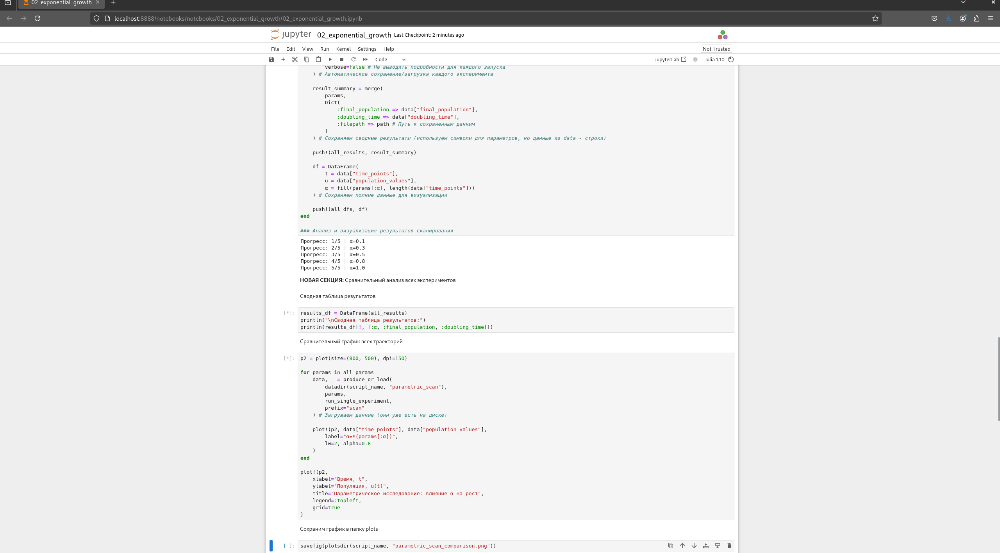 02_exponential_growth
localhost:8888/notebooks/notebooks/02_exponential_growth/02_exponential_growth.ipynb
jupyter 02_exponential_growth Last Checkpoint: 2 minutes ago
File Edit View Run Kernel Settings Help Not Trusted
Code JupyterLab Julia 1.10
        verbose=false # Не выводить подробности для каждого запуска
    ) # Автоматическое сохранение/загрузка каждого эксперимента
    result_summary = merge(
        params,
        Dict(
            :final_population => data["final_population"],
            :doubling_time => data["doubling_time"],
            :filepath => path # Путь к сохраненным данным
        )
    ) # Сохраняем сводные результаты (используем символы для параметров, но данные из data - строки)
    push!(all_results, result_summary)
    df = DataFrame(
        t = data["time_points"],
        u = data["population_values"],
        α = fill(params[:α], length(data["time_points"]))
    ) # Сохраняем полные данные для визуализации
    push!(all_dfs, df)
end
### Анализ и визуализация результатов сканирования
Прогресс: 1/5 | α=0.1
Прогресс: 2/5 | α=0.3
Прогресс: 3/5 | α=0.5
Прогресс: 4/5 | α=0.8
Прогресс: 5/5 | α=1.0
НОВАЯ СЕКЦИЯ: Сравнительный анализ всех экспериментов
Сводная таблица результатов
[*]: results_df = DataFrame(all_results)
println("\nСводная таблица результатов:")
println(results_df[!, [:α, :final_population, :doubling_time]])
Сравнительный график всех траекторий
[*]: p2 = plot(size=(800, 500), dpi=150)
for params in all_params
    data, _ = produce_or_load(
        datadir(script_name, "parametric_scan"),
        params,
        run_single_experiment,
        prefix="scan"
    ) # Загружаем данные (они уже есть на диске)
    plot!(p2, data["time_points"], data["population_values"],
        label="α=$(params[:α])",
        lw=2, alpha=0.8
    )
end
plot!(p2,
    xlabel="Время, t",
    ylabel="Популяция, u(t)",
    title="Параметрическое исследование: влияние α на рост",
    legend=:topleft,
    grid=true
)
Сохраним график в папку plots
[ ]: savefig(plotsdir(script_name, "parametric_scan_comparison.png"))